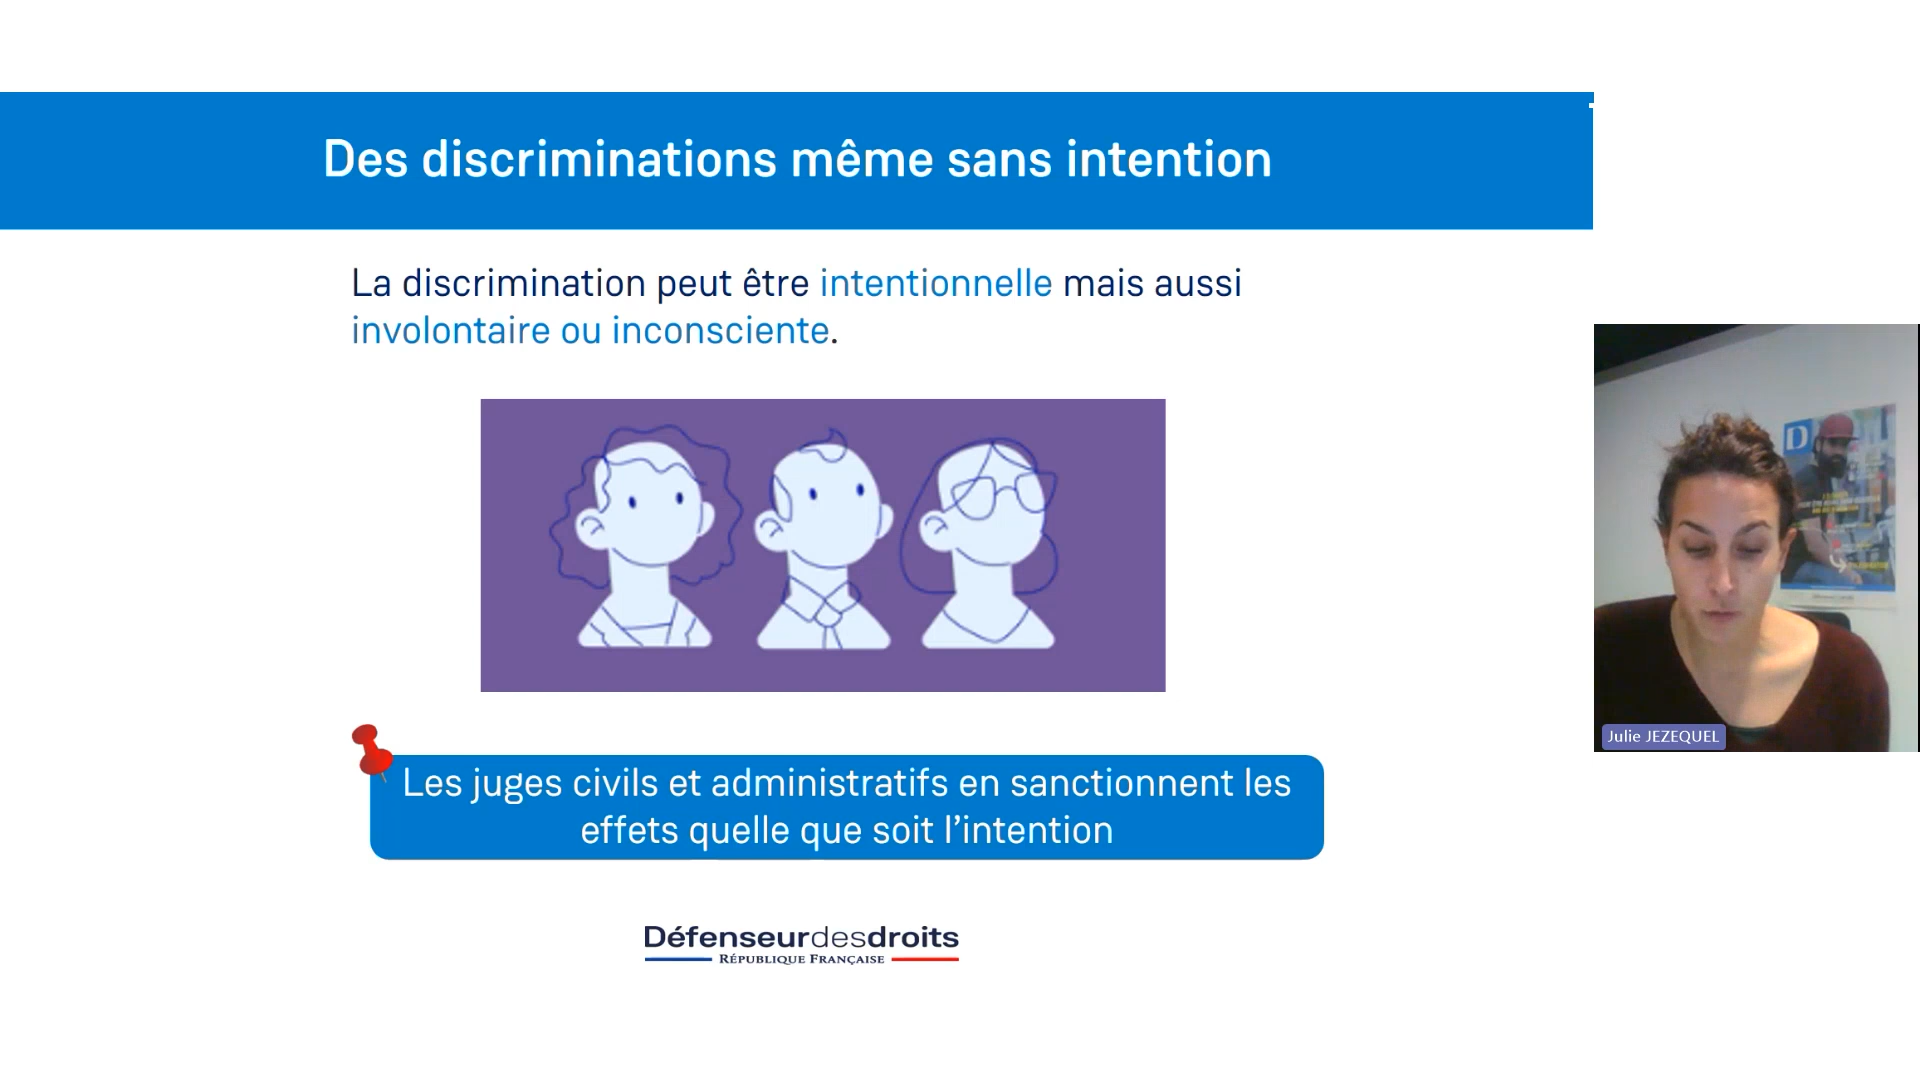 Des discriminations même sans intention
La discrimination peut être intentionnelle mais aussi
involontaire ou inconsciente.
Les juges civils et administratifs en sanctionnent les
effets quelle que soit l’intention
Défenseurdesdroits
RÉPUBLIQUE FRANÇAISE
D
Julie JEZEQUEL